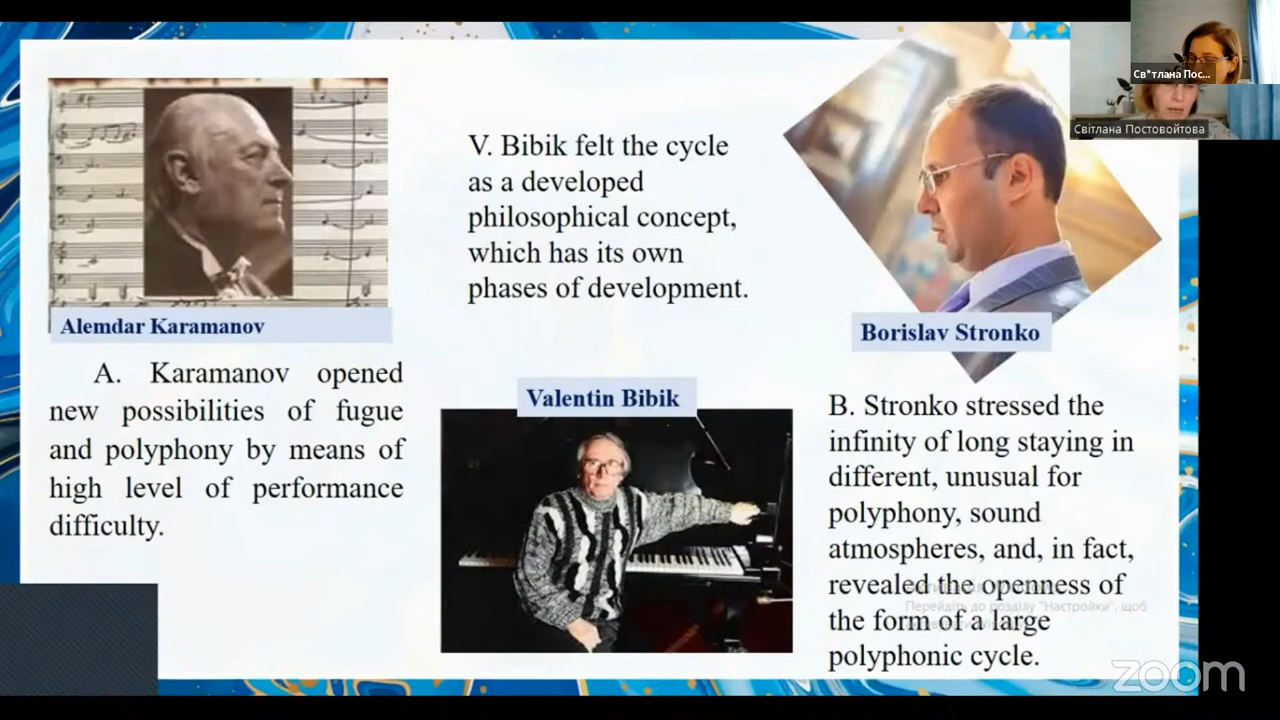 Св*тлана Пос...
Світлана Постовойтова
Alemdar Karamanov
A. Karamanov opened
new possibilities of fugue
and polyphony by means of
high level of performance
difficulty.
V. Bibik felt the cycle
as a developed
philosophical concept,
which has its own
phases of development.
Valentin Bibik
Borislav Stronko
B. Stronko stressed the
infinity of long staying in
different, unusual for
polyphony, sound
atmospheres, and, in fact,
revealed the openness of
the form of a large
polyphonic cycle.
Перейдіть до розділу "Настройки", щоб
zoom